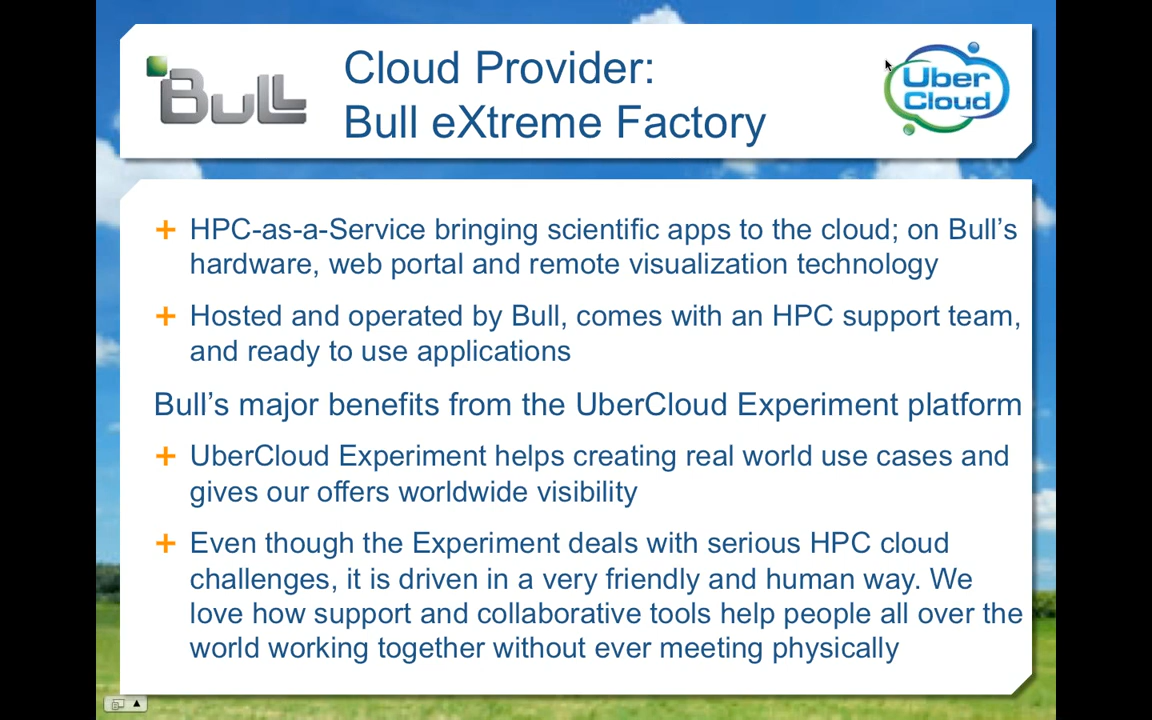 Bull
Cloud Provider:
Bull eXtreme Factory
Uber
Cloud
+ HPC-as-a-Service bringing scientific apps to the cloud; on Bull’s
hardware, web portal and remote visualization technology
+ Hosted and operated by Bull, comes with an HPC support team,
and ready to use applications
Bull’s major benefits from the UberCloud Experiment platform
+ UberCloud Experiment helps creating real world use cases and
gives our offers worldwide visibility
+ Even though the Experiment deals with serious HPC cloud
challenges, it is driven in a very friendly and human way. We
love how support and collaborative tools help people all over the
world working together without ever meeting physically